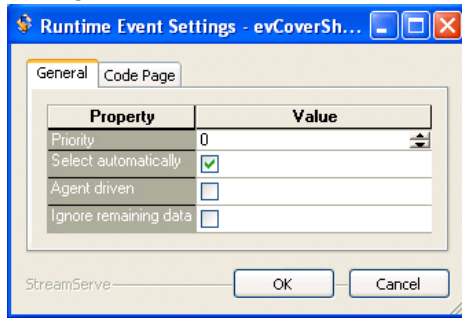 Runtime Event Settings - evCoverSh...
General Code Page
Property Value
Priority 0
Select automatically
Agent driven
Ignore remaining data
StreamServe OK Cancel